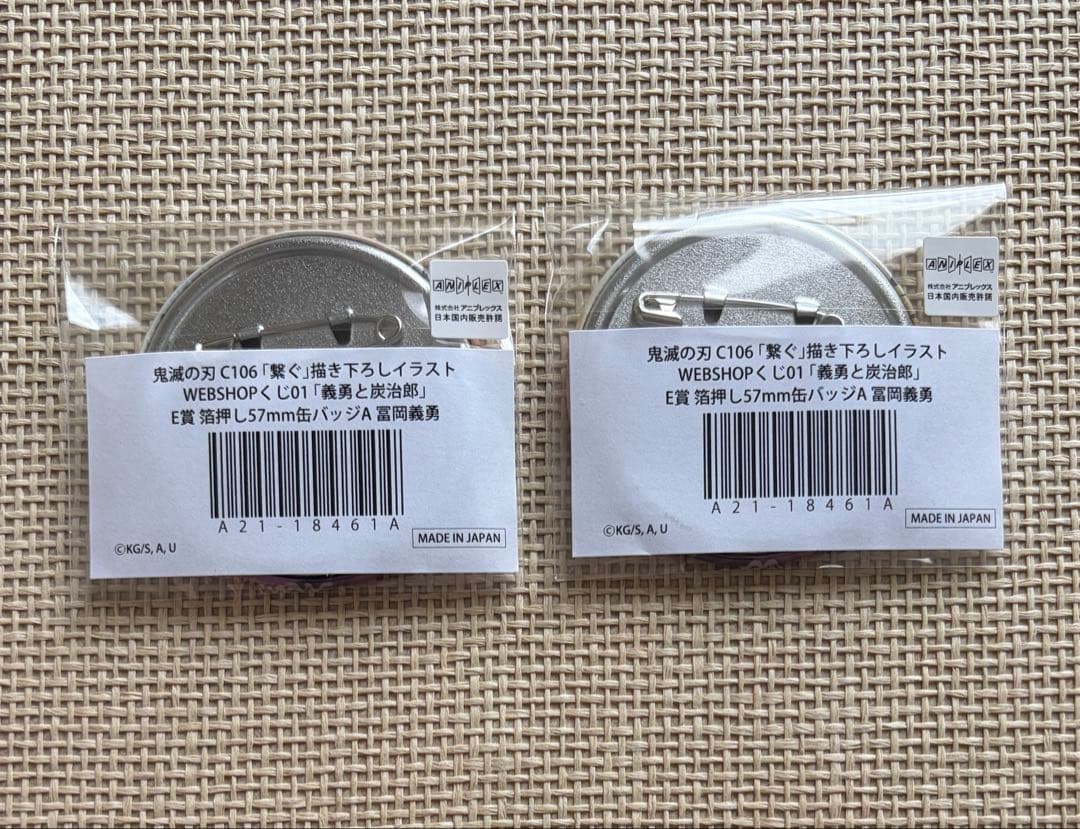 ANIPLEX
株式会社アニプレックス
日本国内販売許諾
鬼滅の刃 C106「繋ぐ」描き下ろしイラスト
WEBSHOPくじ01「義勇と炭治郎」
E賞 箔押し57mm缶バッジA 冨岡義勇
A21-18461A
©KG/S, A, U
MADE IN JAPAN
ANIPLEX
株式会社アニプレックス
日本国内販売許諾
鬼滅の刃 C106「繋ぐ」描き下ろしイラスト
WEBSHOPくじ01「義勇と炭治郎」
E賞 箔押し57mm缶バッジA 冨岡義勇
A21-18461A
©KG/S, A, U
MADE IN JAPAN